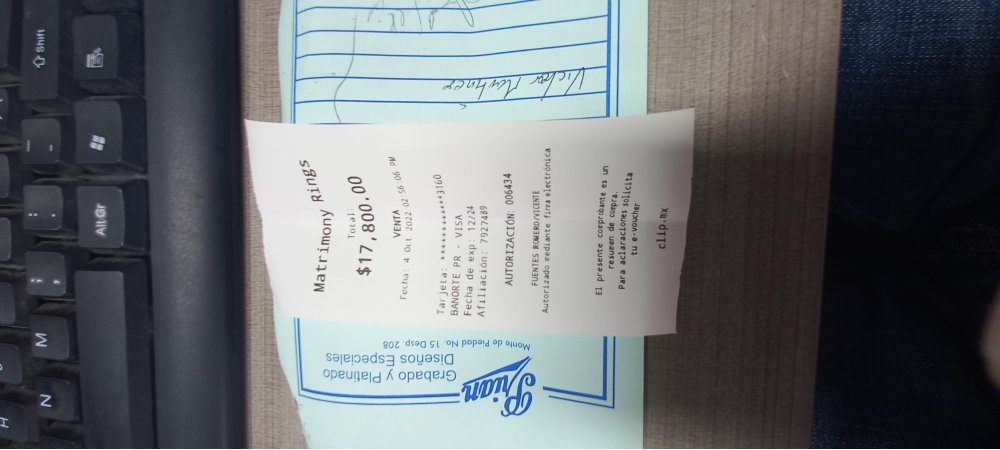 Matrimony Rings
Total:
$17,800.00
VENTA
Fecha: 4 Oct 2022 02:56:06 PM
Tarjeta: ************3160
BANORTE PR - VISA
Fecha de exp: 12/24
Afiliación: 7927489
AUTORIZACIÓN: 006434
FUENTES ROMERO/VICENTE
Autorizado mediante firma electrónica
El presente comprobante es un
resumen de compra.
Para aclaraciones solicita
tu e-voucher
clip.mx
Prian
Grabado y Platinado
Diseños Especiales
Monte de Piedad No. 15 Desp. 208
Victor Martinez
Shift
Alt Gr
M
N
H